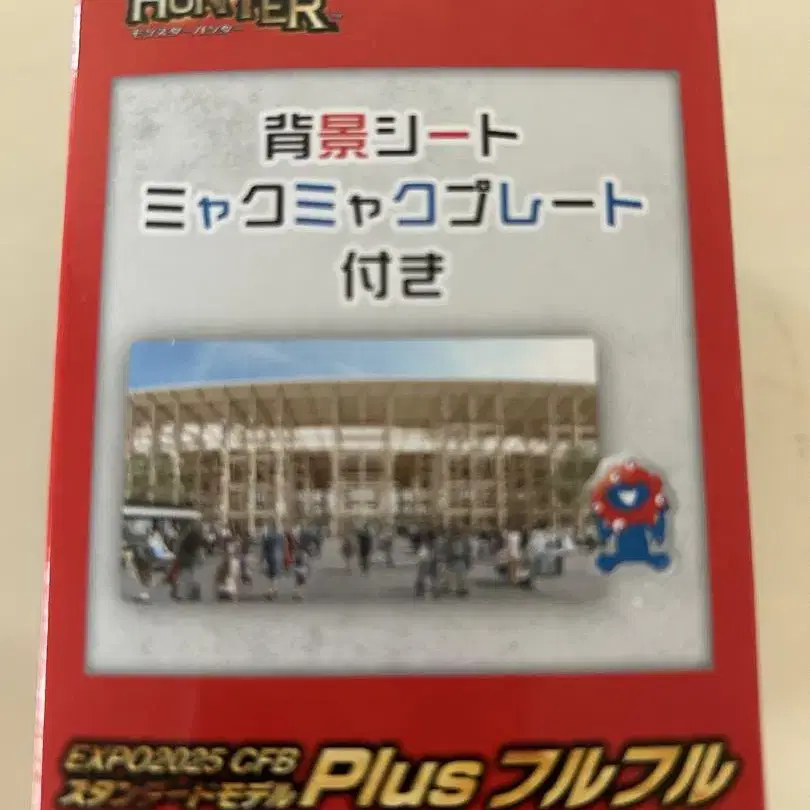 HUNTER™
モンスターハンター
背景シート
ミャクミャクプレート
付き
EXPO2025 CFB
スタンダードモデル Plus フルフル